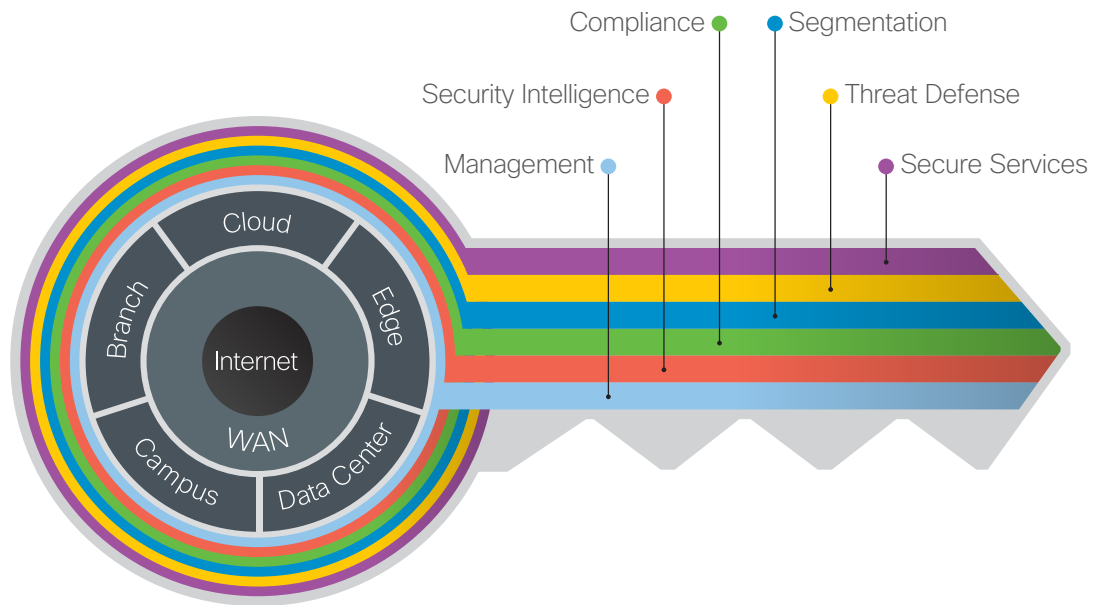 Compliance
Segmentation
Security Intelligence
Threat Defense
Management
Secure Services
Cloud
Branch
Edge
Internet
WAN
Campus
Data Center